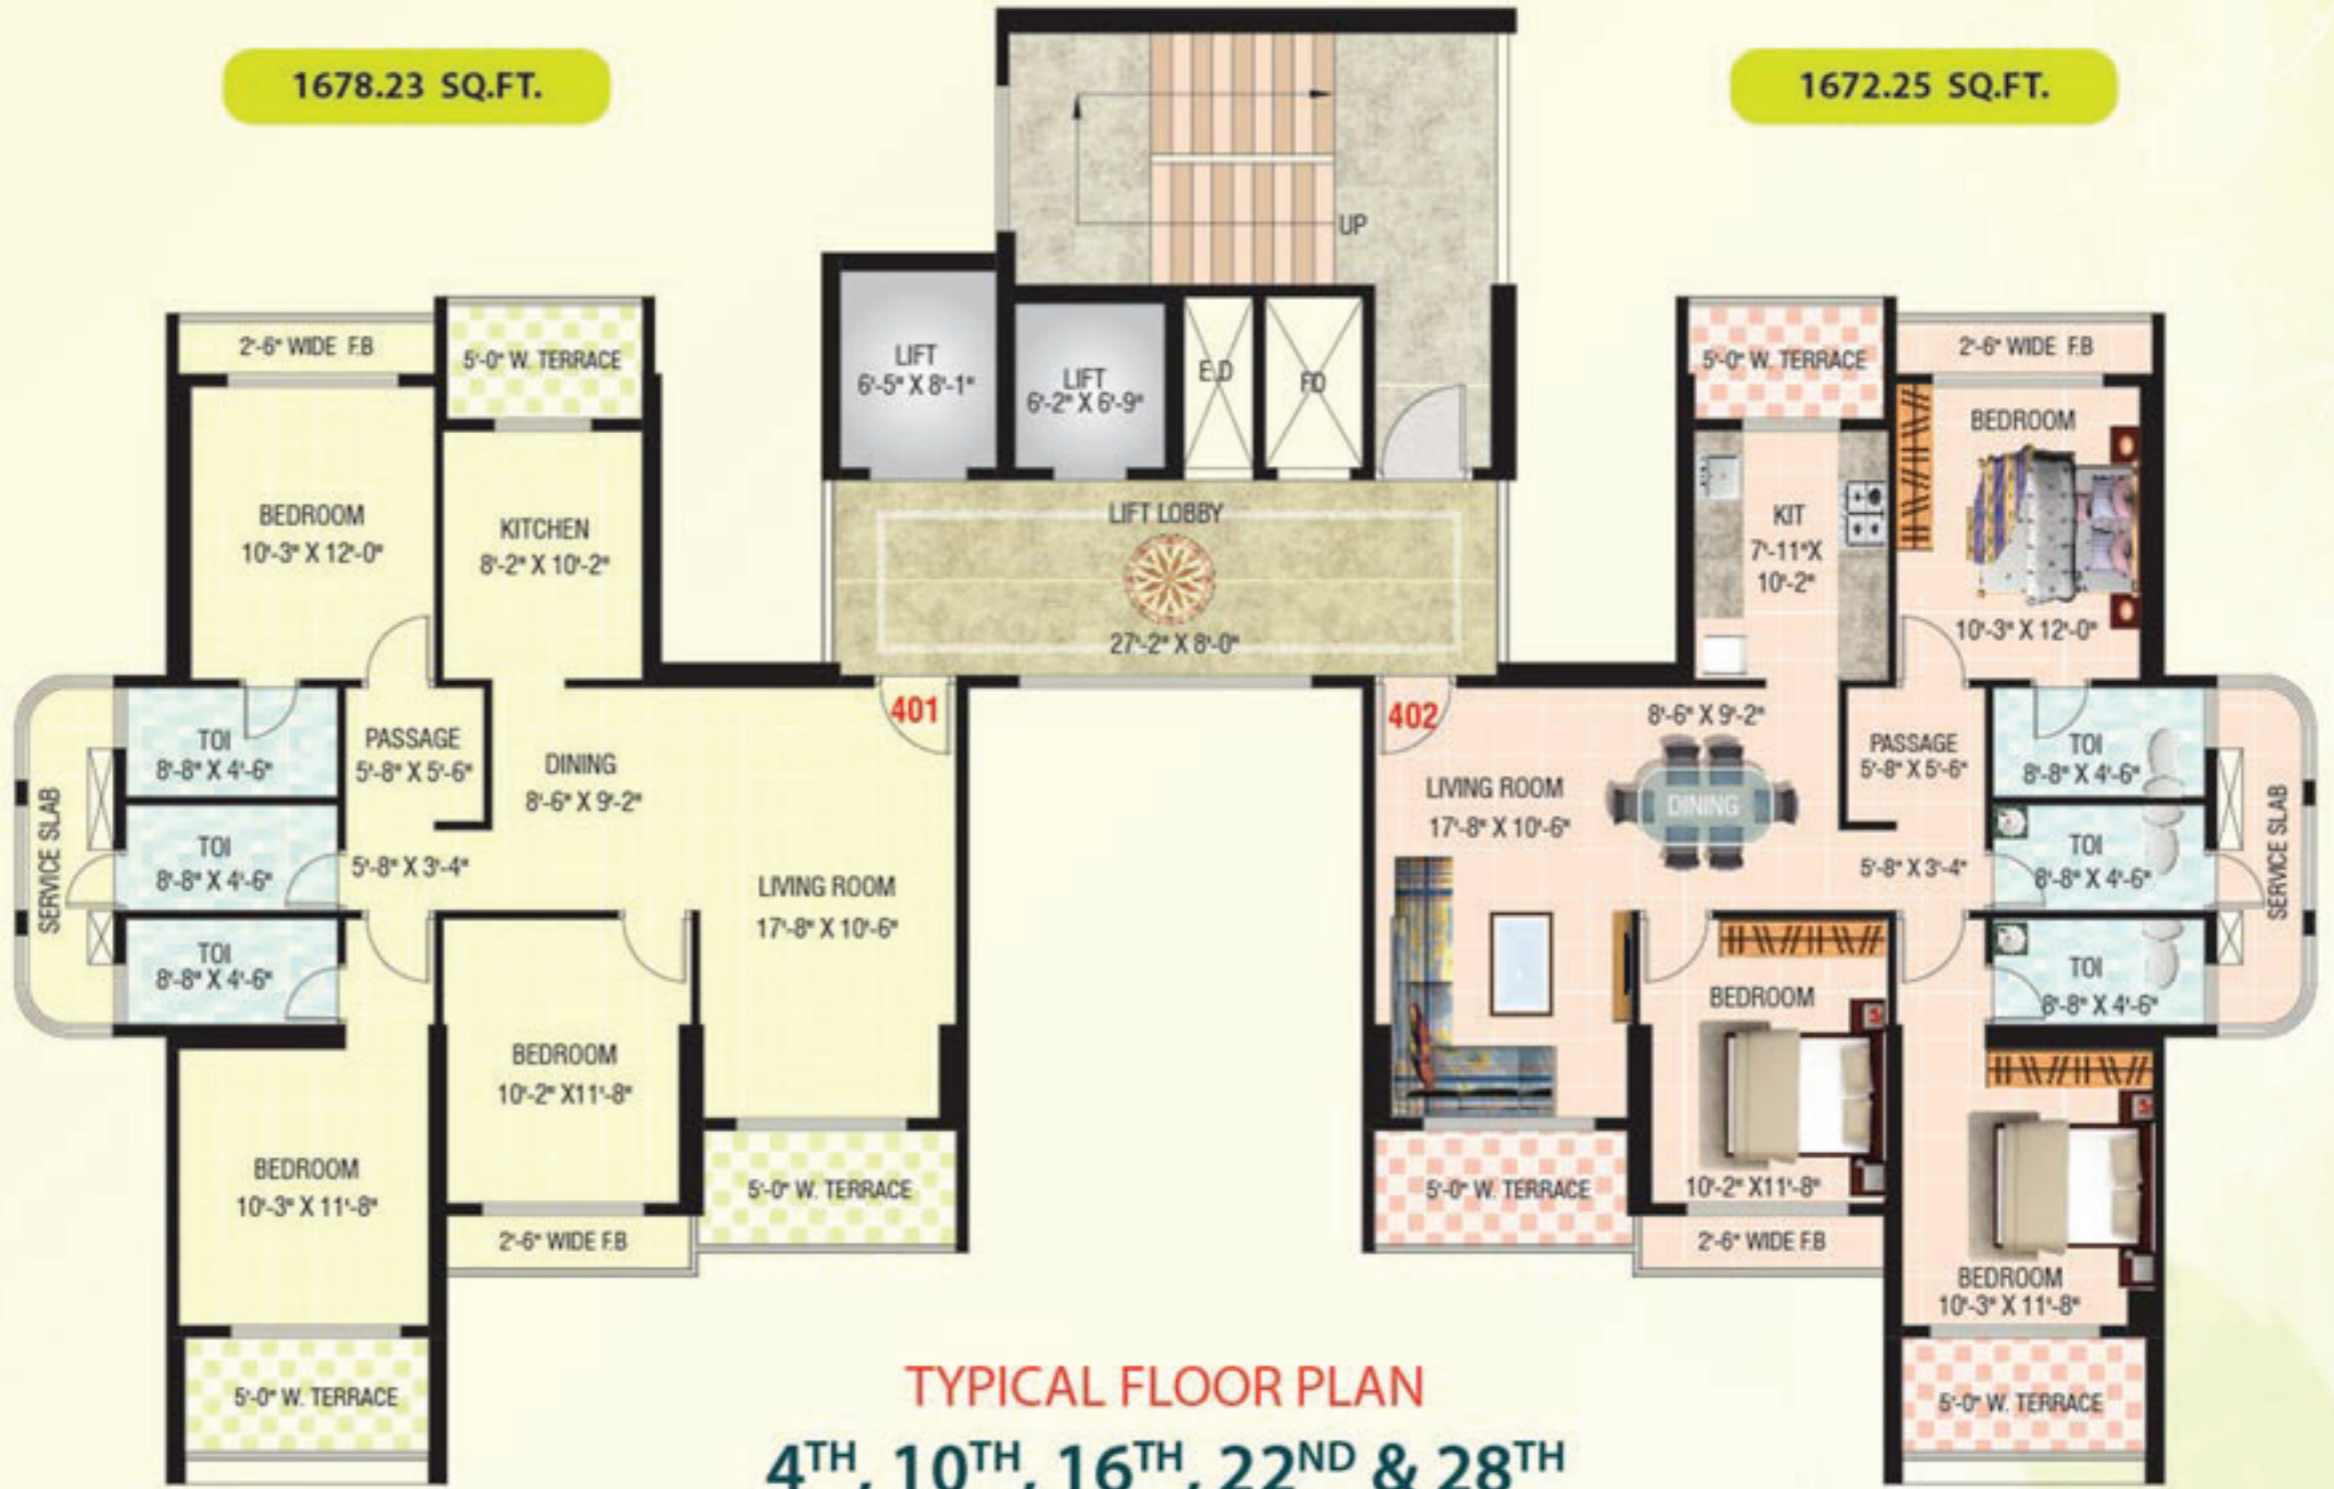 1678.23 SQ.FT.
1672.25 SQ.FT.
UP
2'-6" WIDE F.B
5'-0" W. TERRACE
LIFT
6'-5" X 8'-1"
LIFT
6'-2" X 6'-9"
E.D
FD
5'-0" W. TERRACE
2'-6" WIDE F.B
BEDROOM
10'-3" X 12'-0"
KITCHEN
8'-2" X 10'-2"
LIFT LOBBY
27'-2" X 8'-0"
KIT
7'-11"X
10'-2"
BEDROOM
10'-3" X 12'-0"
401
402
TOI
8'-8" X 4'-6"
PASSAGE
5'-8" X 5'-6"
DINING
8'-6" X 9'-2"
8'-6" X 9'-2"
LIVING ROOM
17'-8" X 10'-6"
DINING
PASSAGE
5'-8" X 5'-6"
TOI
8'-8" X 4'-6"
SERVICE SLAB
TOI
8'-8" X 4'-6"
5'-8" X 3'-4"
LIVING ROOM
17'-8" X 10'-6"
5'-8" X 3'-4"
TOI
8'-8" X 4'-6"
SERVICE SLAB
TOI
8'-8" X 4'-6"
TOI
8'-8" X 4'-6"
BEDROOM
10'-2" X11'-8"
BEDROOM
10'-2" X11'-8"
BEDROOM
10'-3" X 11'-8"
5'-0" W. TERRACE
5'-0" W. TERRACE
2'-6" WIDE F.B
2'-6" WIDE F.B
BEDROOM
10'-3" X 11'-8"
5'-0" W. TERRACE
5'-0" W. TERRACE
TYPICAL FLOOR PLAN
4TH, 10TH, 16TH, 22ND & 28TH